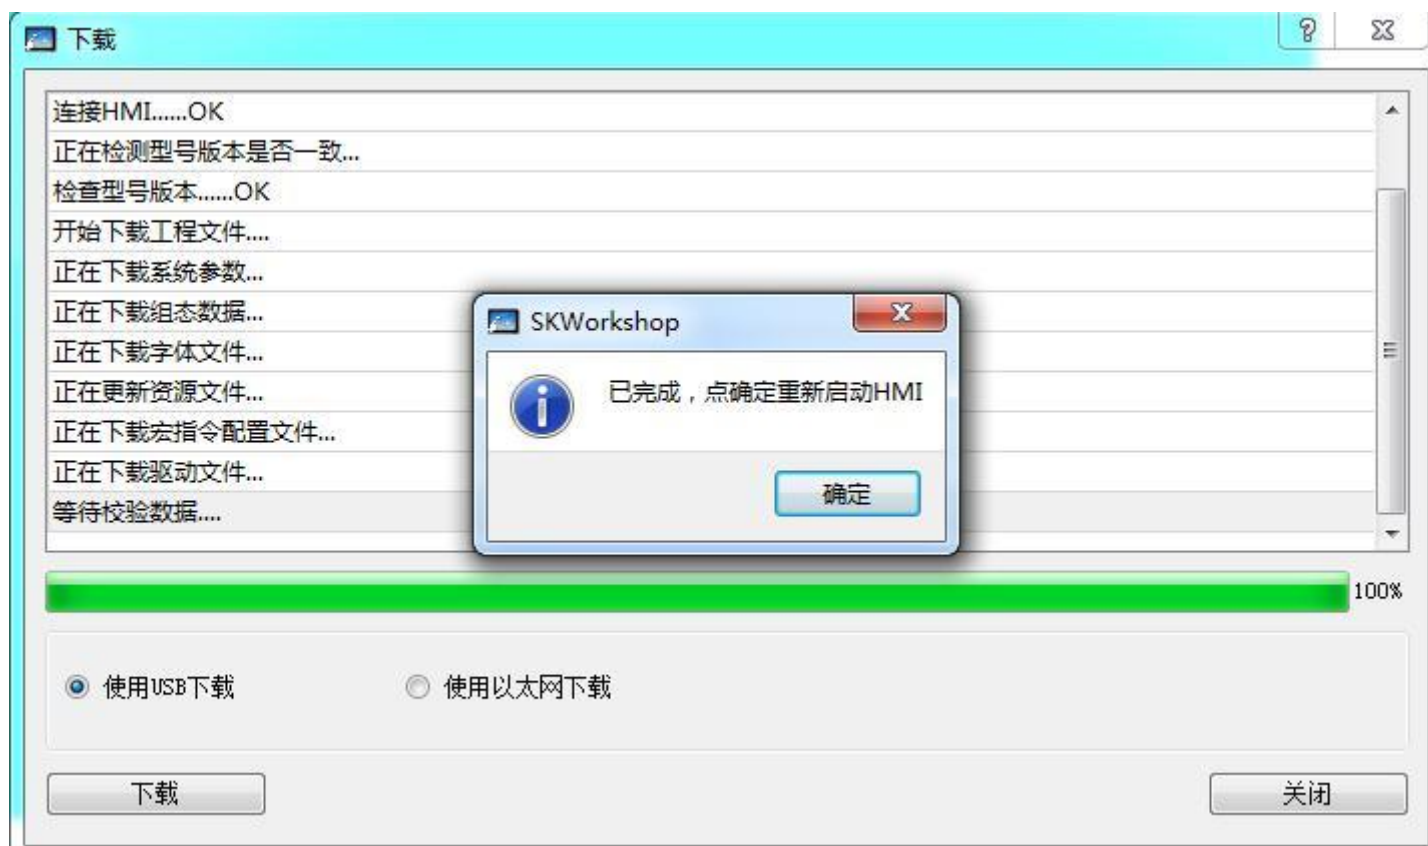 下载
连接HMI......OK
正在检测型号版本是否一致...
检查型号版本......OK
开始下载工程文件....
正在下载系统参数...
正在下载组态数据...
正在下载字体文件...
正在更新资源文件...
正在下载宏指令配置文件...
正在下载驱动文件...
等待校验数据....
SKWorkshop
已完成，点确定重新启动HMI
确定
100%
使用USB下载
使用以太网下载
下载
关闭